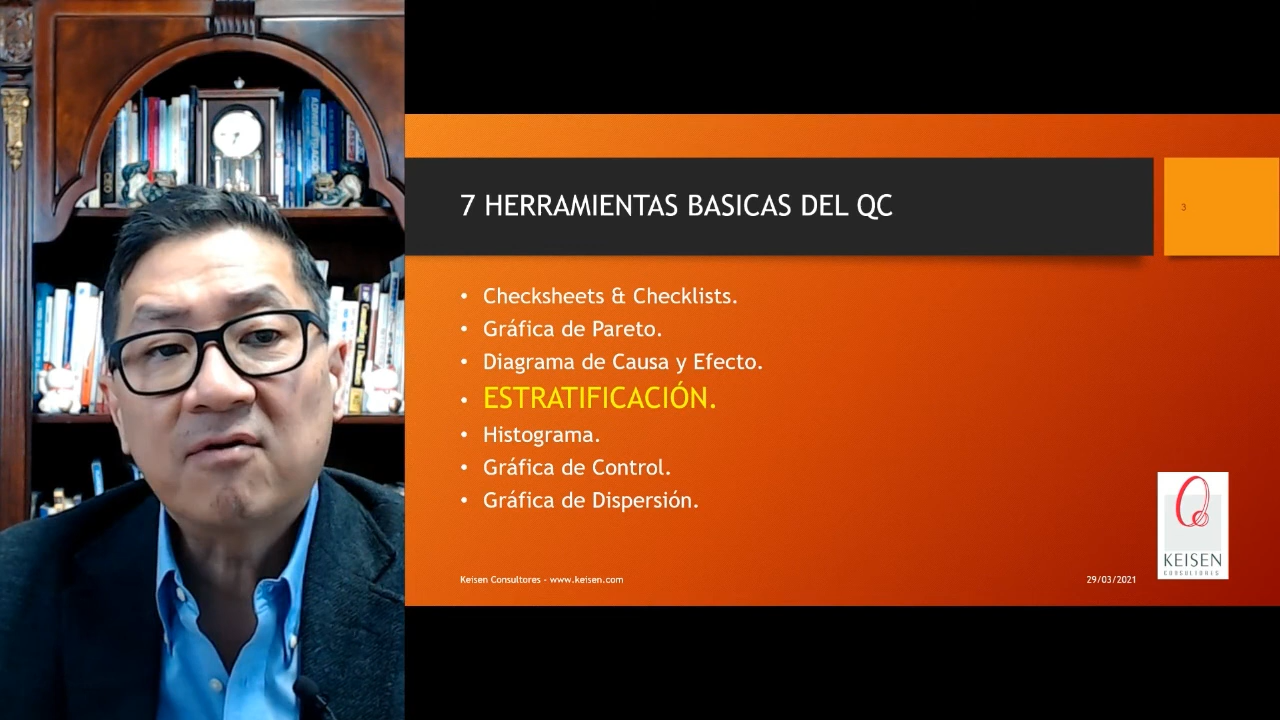 7 HERRAMIENTAS BASICAS DEL QC
3
• Checksheets & Checklists.
• Gráfica de Pareto.
• Diagrama de Causa y Efecto.
• ESTRATIFICACIÓN.
• Histograma.
• Gráfica de Control.
• Gráfica de Dispersión.
KEISEN
CONSULTORES
Keisen Consultores - www.keisen.com
29/03/2021